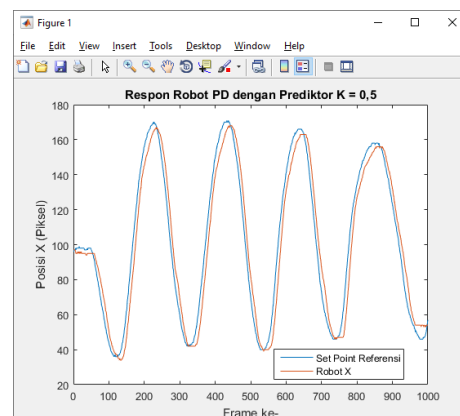 Figure 1
File Edit View Insert Tools Desktop Window Help
Respon Robot PD dengan Prediktor K = 0,5
Posisi X (Piksel)
180
160
140
120
100
80
60
40
20
0 100 200 300 400 500 600 700 800 900 1000
Set Point Referensi
Robot X
Frame ke-